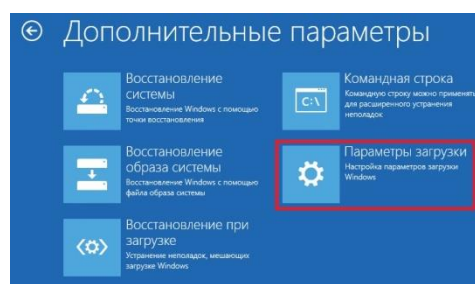 Дополнительные параметры
Восстановление
системы
Восстановление Windows с помощью
точки восстановления
Восстановление
образа системы
Восстановление Windows с помощью
файла образа системы
Восстановление при
загрузке
Устранение неполадок, мешающих
загрузке Windows
Командная строка
Командную строку можно применять
для расширенного устранения
неполадок
C:\
Параметры загрузки
Настройка параметров загрузки
Windows